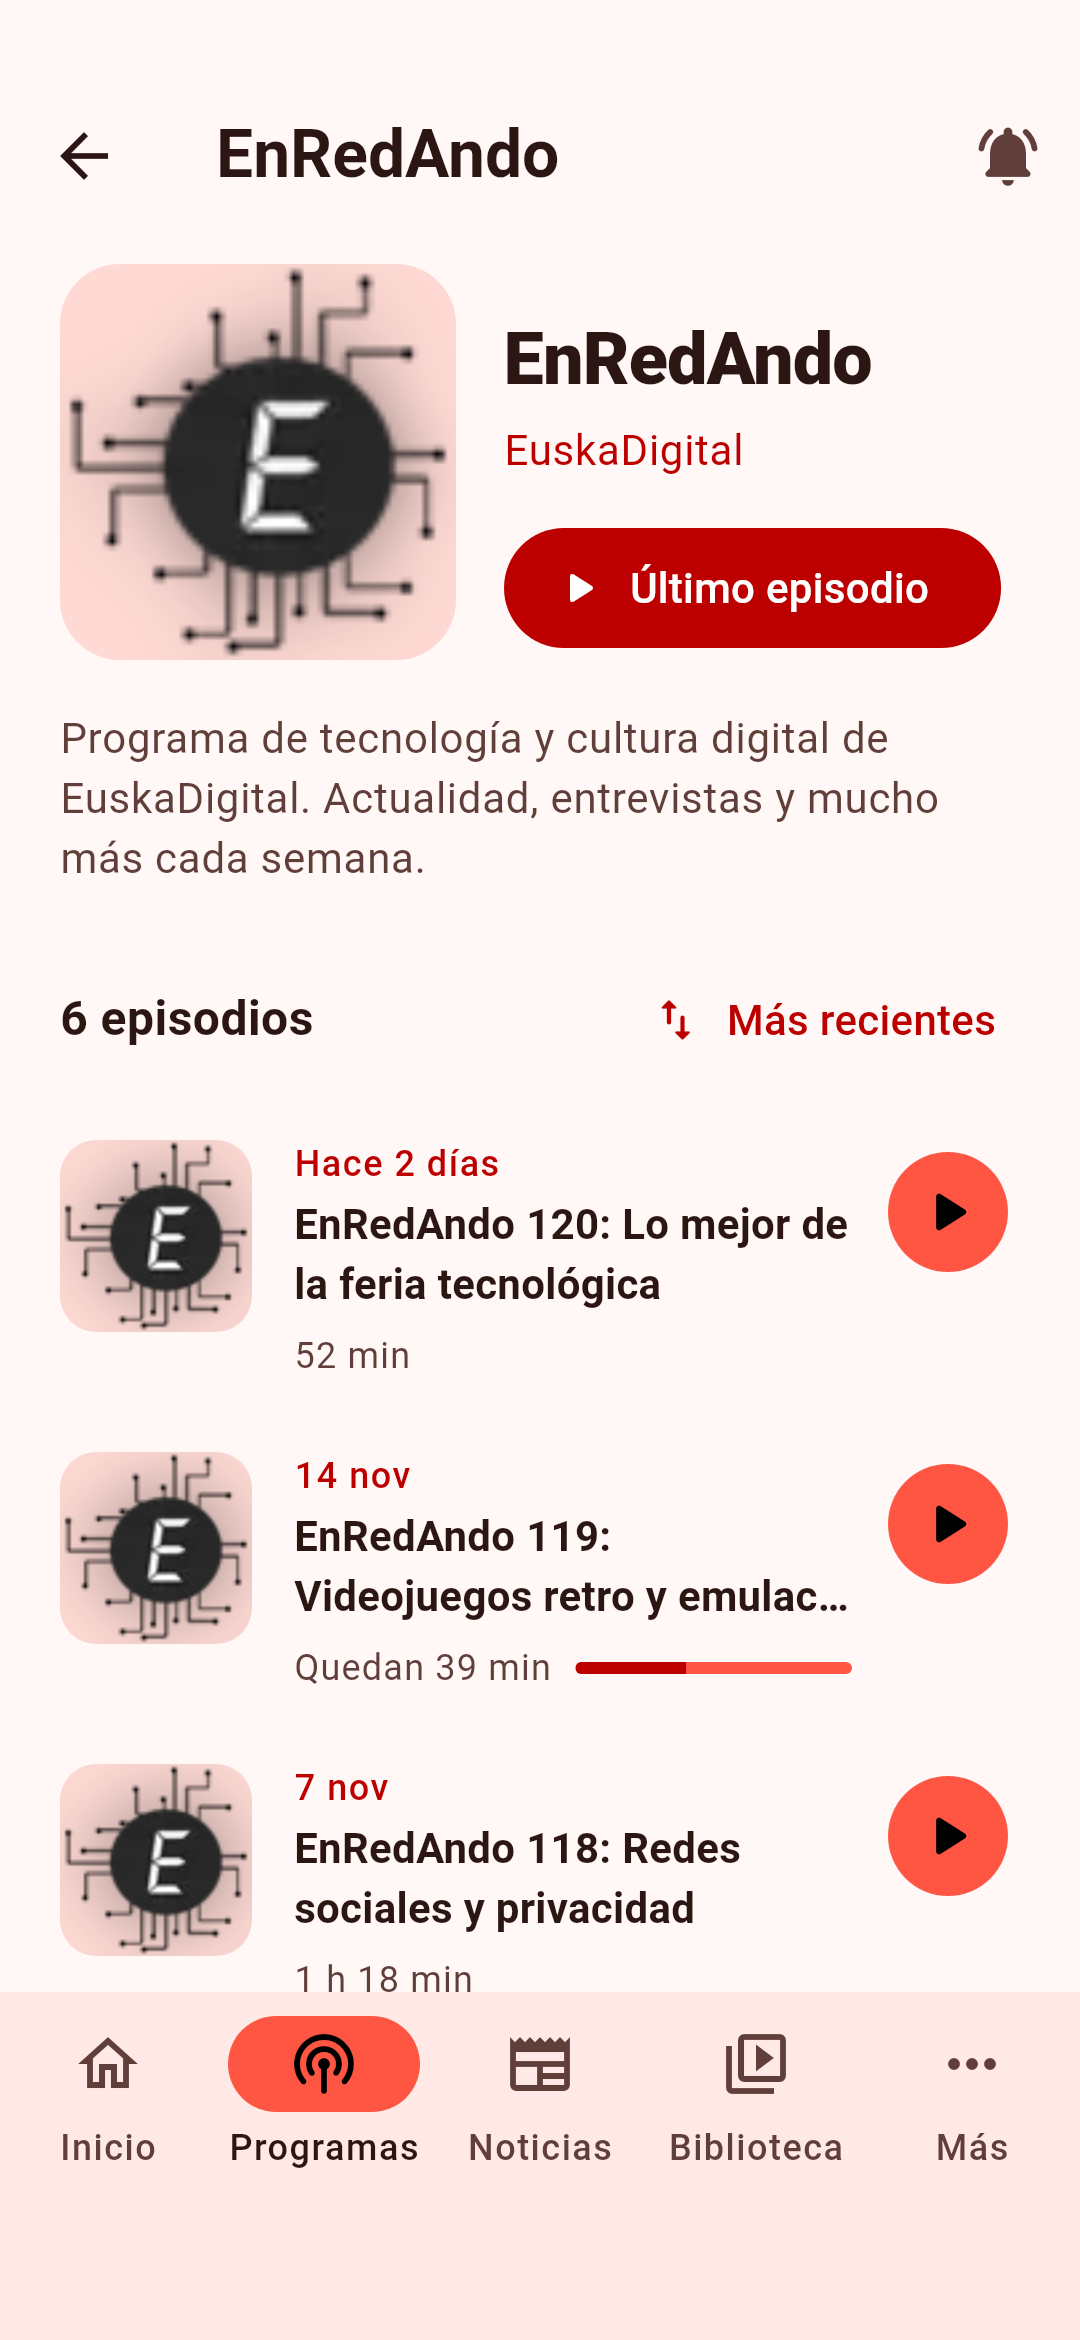 EnRedAndo
E
EnRedAndo
EuskaDigital
Último episodio
Programa de tecnología y cultura digital de
EuskaDigital. Actualidad, entrevistas y mucho
más cada semana.
6 episodios
Más recientes
E
Hace 2 días
EnRedAndo 120: Lo mejor de
la feria tecnológica
52 min
E
14 nov
EnRedAndo 119:
Videojuegos retro y emulac...
Quedan 39 min
E
7 nov
EnRedAndo 118: Redes
sociales y privacidad
1 h 18 min
Inicio
Programas
Noticias
Biblioteca
Más